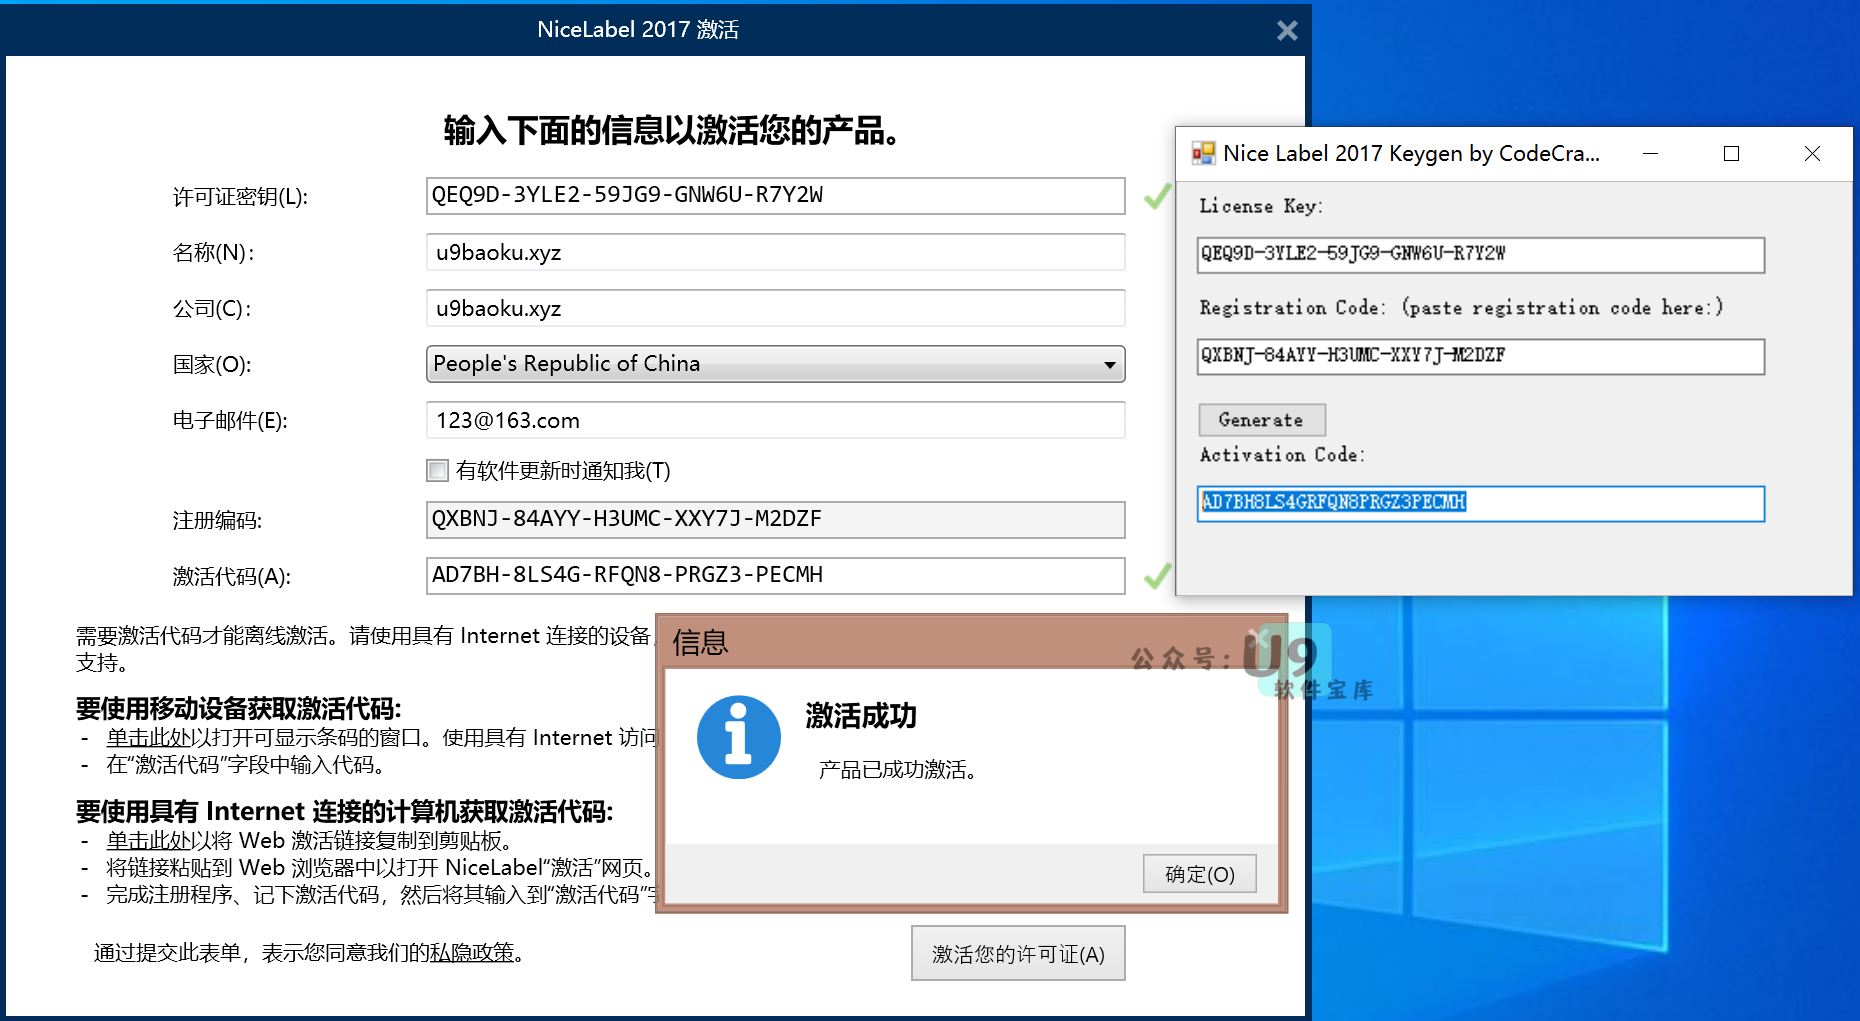 NiceLabel 2017 激活
输入下面的信息以激活您的产品。
许可证密钥(L):
QEQ9D-3YLE2-59JG9-GNW6U-R7Y2W
名称(N):
u9baoku.xyz
公司(C):
u9baoku.xyz
国家(O):
People's Republic of China
电子邮件(E):
123@163.com
有软件更新时通知我(T)
注册编码:
QXBNJ-84AYY-H3UMC-XXY7J-M2DZF
激活代码(A):
AD7BH-8LS4G-RFQN8-PRGZ3-PECMH
需要激活代码才能离线激活。请使用具有 Internet 连接的设备,
支持。
要使用移动设备获取激活代码:
- 单击此处以打开可显示条码的窗口。使用具有 Internet 访问
- 在“激活代码”字段中输入代码。
要使用具有 Internet 连接的计算机获取激活代码:
- 单击此处以将 Web 激活链接复制到剪贴板。
- 将链接粘贴到 Web 浏览器中以打开 NiceLabel“激活”网页。
- 完成注册程序、记下激活代码，然后将其输入到“激活代码”字
通过提交此表单，表示您同意我们的私隐政策。
激活您的许可证(A)
Nice Label 2017 Keygen by CodeCra...
License Key:
QEQ9D-3YLE2-59JG9-GNW6U-R7Y2W
Registration Code: (paste registration code here:)
QXBNJ-84AYY-H3UMC-XXY7J-M2DZF
Generate
Activation Code:
AD7BH8LS4GRFQN8PRGZ3PECMH
信息
激活成功
产品已成功激活。
确定(O)
公众号: U9
软件宝库